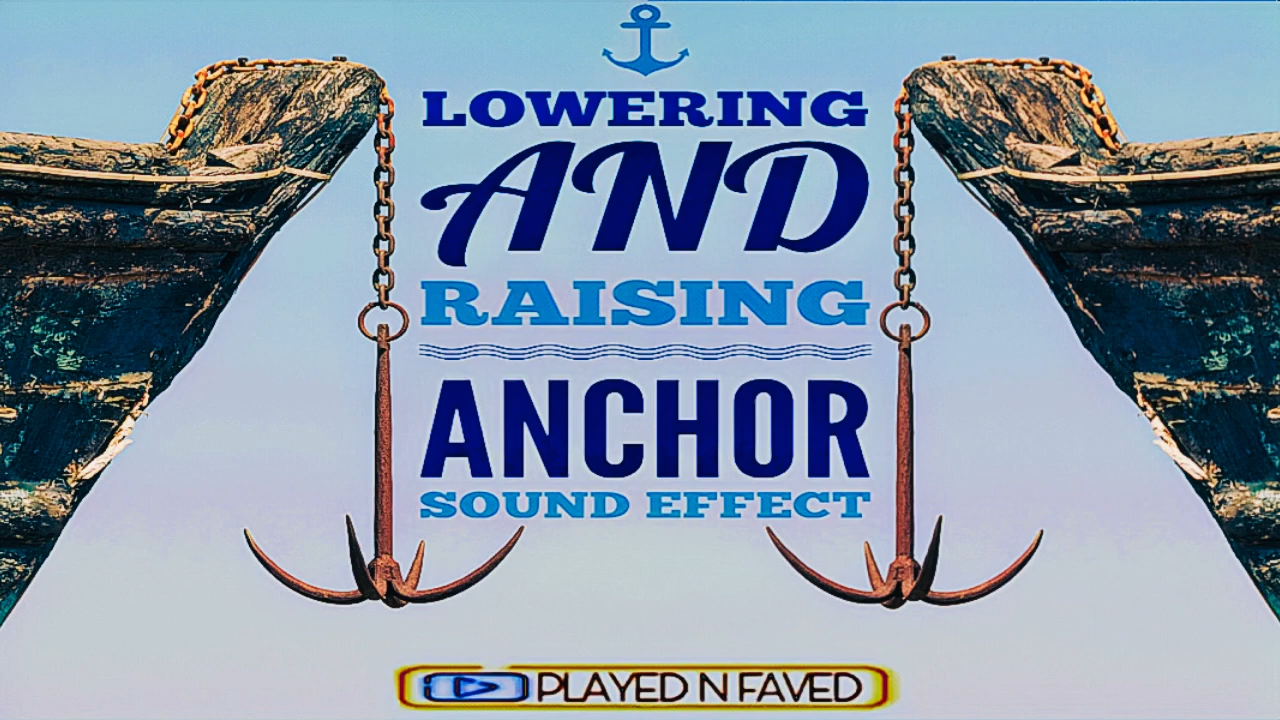 LOWERING
AND
RAISING
ANCHOR
SOUND EFFECT
PLAYED N FAVED